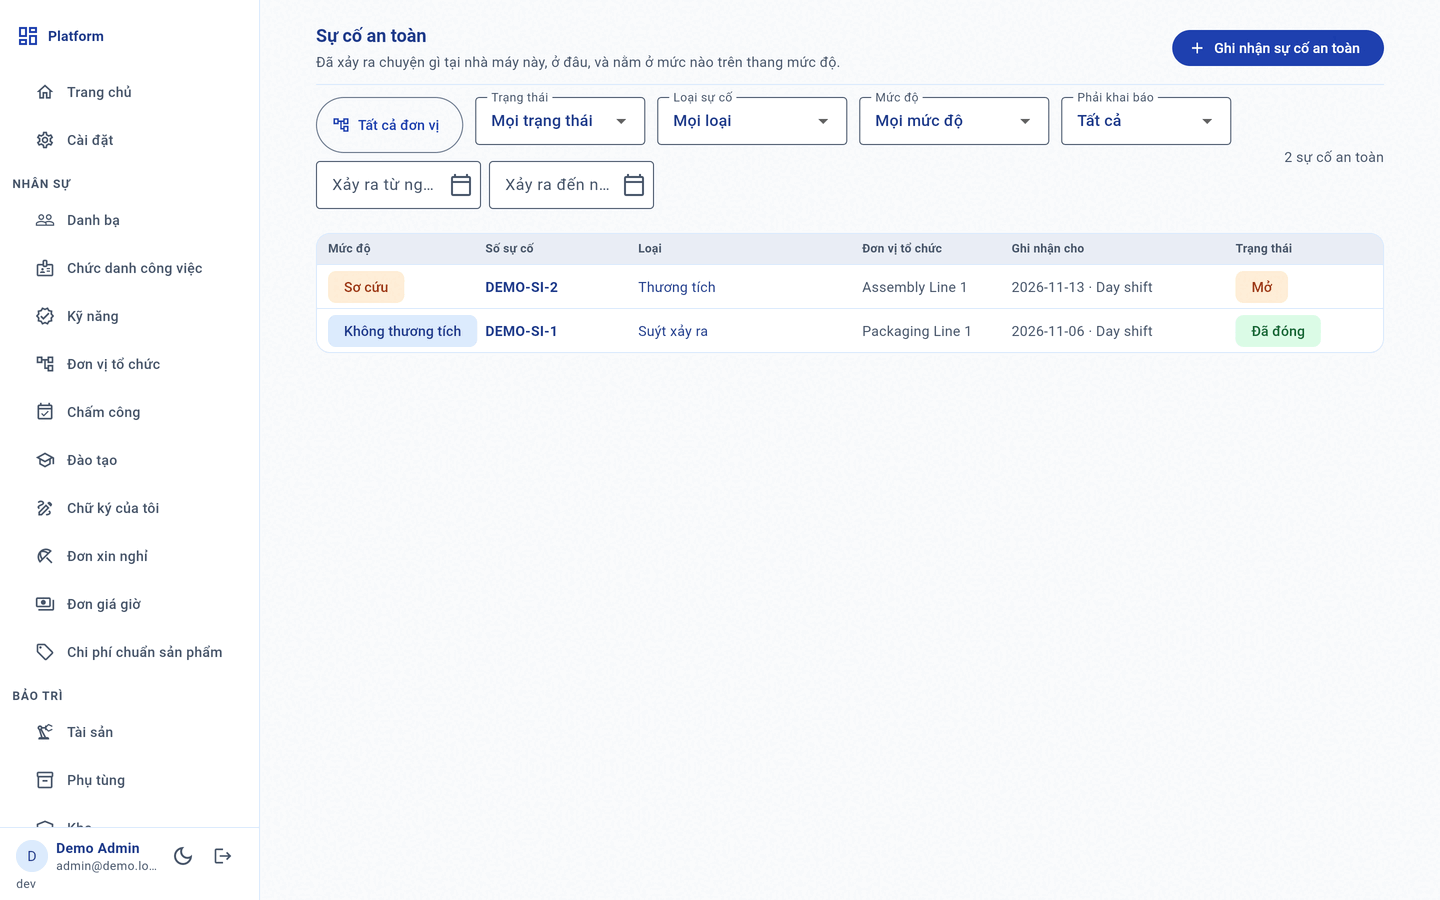 Platform
Trang chủ
Cài đặt
NHÂN SỰ
Danh bạ
Chức danh công việc
Kỹ năng
Đơn vị tổ chức
Chấm công
Đào tạo
Chữ ký của tôi
Đơn xin nghỉ
Đơn giá giờ
Chi phí chuẩn sản phẩm
BẢO TRÌ
Tài sản
Phụ tùng
D
Demo Admin
admin@demo.lo...
dev
Sự cố an toàn
Đã xảy ra chuyện gì tại nhà máy này, ở đâu, và nằm ở mức nào trên thang mức độ.
Ghi nhận sự cố an toàn
Tất cả đơn vị
Trạng thái
Mọi trạng thái
Loại sự cố
Mọi loại
Mức độ
Mọi mức độ
Phải khai báo
Tất cả
Xảy ra từ ng...
Xảy ra đến n...
2 sự cố an toàn
Mức độ Số sự cố Loại Đơn vị tổ chức Ghi nhận cho Trạng thái
Sơ cứu DEMO-SI-2 Thương tích Assembly Line 1 2026-11-13 · Day shift Mở
Không thương tích DEMO-SI-1 Suýt xảy ra Packaging Line 1 2026-11-06 · Day shift Đã đóng